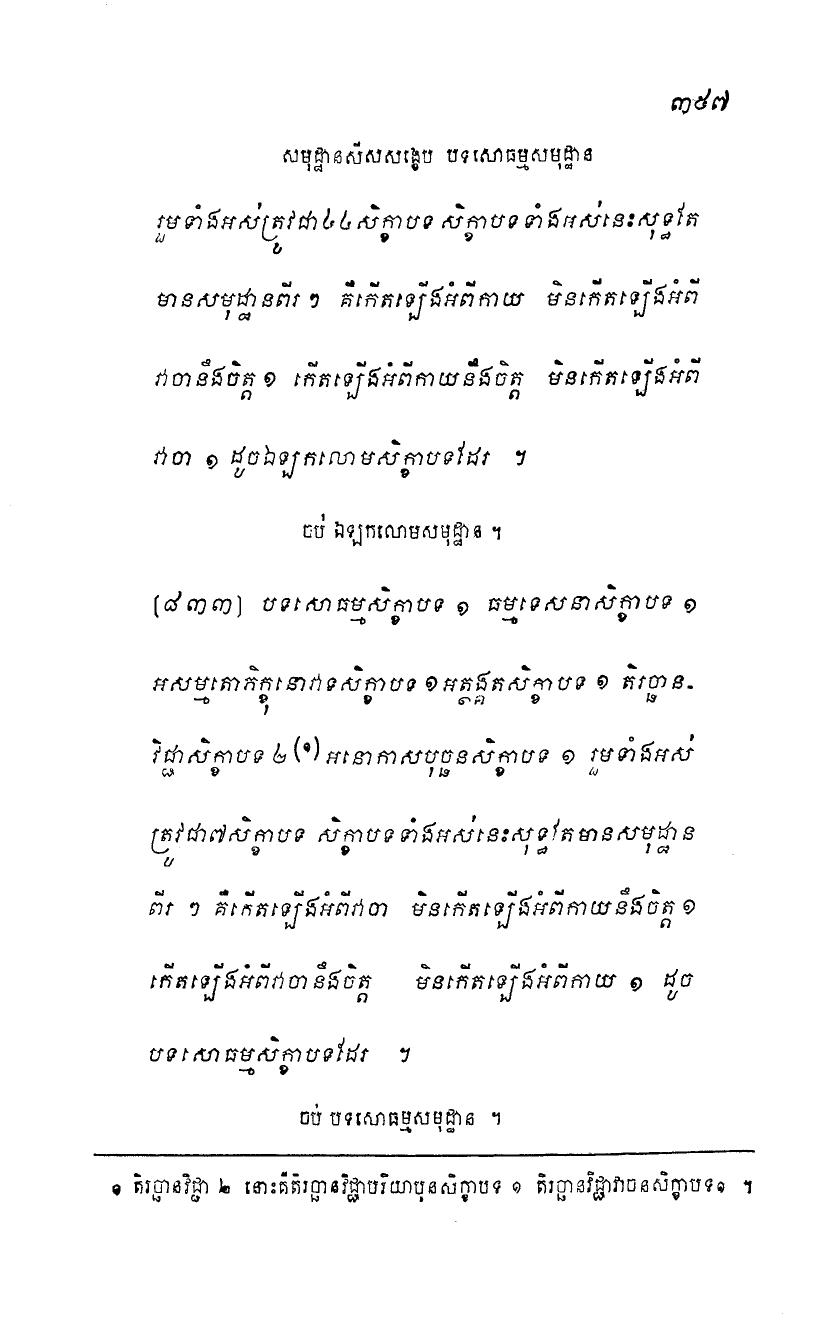 ៣៥៧
សមុដ្ឋានសីសសង្ខេប បទសោធម្មសមុដ្ឋាន
រួមទាំងអស់ត្រូវជា៤៤សិក្ខាបទ សិក្ខាបទទាំងអស់នេះសុទ្ធតែ
មានសមុដ្ឋានពីរ ៗ គឺកើតឡើងអំពីកាយ មិនកើតឡើងអំពី
វាចានឹងចិត្ត ១ កើតឡើងអំពីកាយនឹងចិត្ត មិនកើតឡើងអំពី
វាចា ១ ដូចឯឡកលោមសិក្ខាបទដែរ ។
ចប់ ឯឡកលោមសមុដ្ឋាន ។
[៨៣៣] បទសោធម្មសិក្ខាបទ ១ ធម្មទេសនាសិក្ខាបទ ១
អសម្មតោភិក្ខុនោវាទសិក្ខាបទ ១អត្ថង្គតសិក្ខាបទ ១ តិរច្ឆាន-
វិជ្ជាសិក្ខាបទ ២ (១) អនោកាសបុច្ឆនសិក្ខាបទ ១ រួមទាំងអស់
ត្រូវជា៧សិក្ខាបទ សិក្ខាបទទាំងអស់នេះសុទ្ធតែមានសមុដ្ឋាន
ពីរ ៗ គឺកើតឡើងអំពីវាចា មិនកើតឡើងអំពីកាយនឹងចិត្ត ១
កើតឡើងអំពីវាចានឹងចិត្ត មិនកើតឡើងអំពីកាយ ១ ដូច
បទសោធម្មសិក្ខាបទដែរ ។
ចប់ បទសោធម្មសមុដ្ឋាន ។
១ តិរច្ឆានវិជ្ជា ២ នោះគឺតិរច្ឆានវិជ្ជាបរិយាបុនសិក្ខាបទ ១ តិរច្ឆានវិជ្ជាវាចនសិក្ខាបទ១ ។